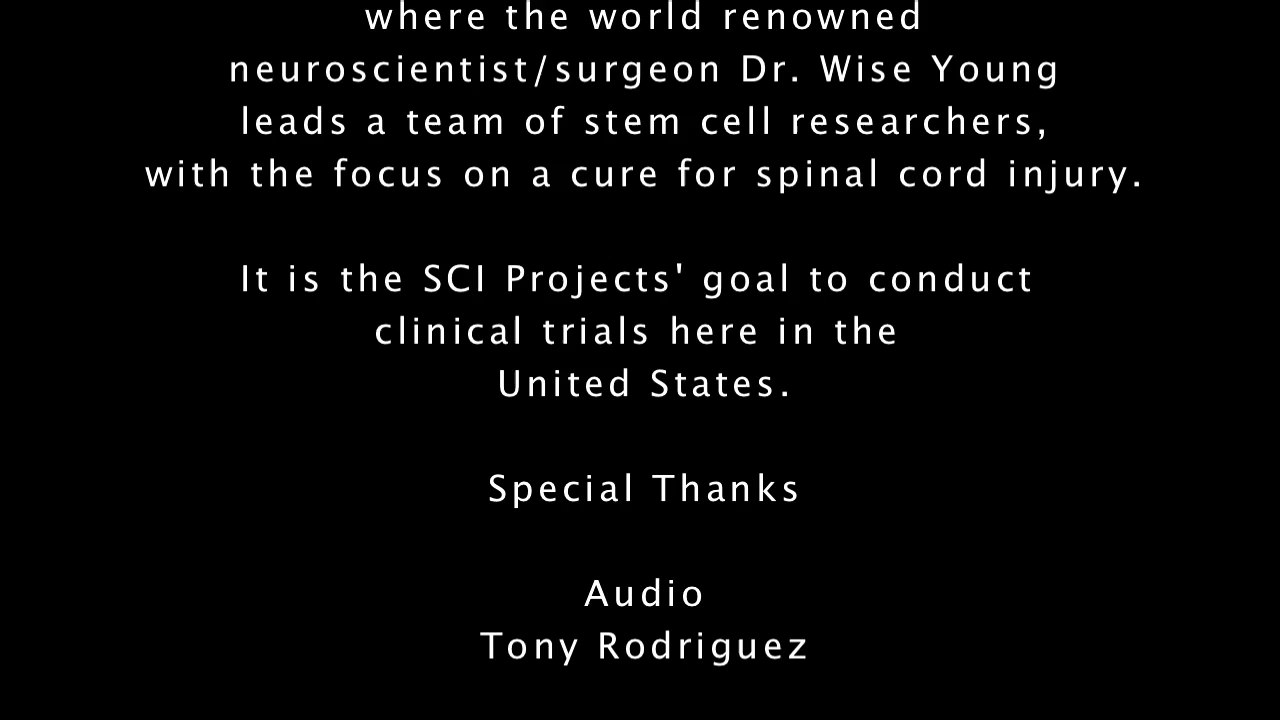 where the world renowned
neuroscientist/surgeon Dr. Wise Young
leads a team of stem cell researchers,
with the focus on a cure for spinal cord injury.
It is the SCI Projects' goal to conduct
clinical trials here in the
United States.
Special Thanks
Audio
Tony Rodriguez